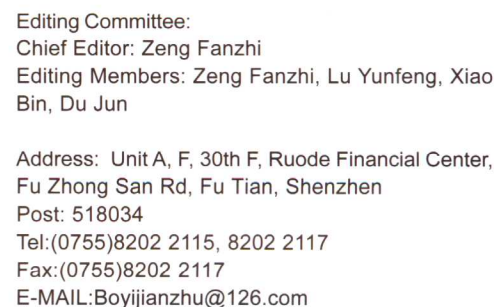 Editing Committee:
Chief Editor: Zeng Fanzhi
Editing Members: Zeng Fanzhi, Lu Yunfeng, Xiao
Bin, Du Jun
Address: Unit A, F, 30th F, Ruode Financial Center,
Fu Zhong San Rd, Fu Tian, Shenzhen
Post: 518034
Tel:(0755)8202 2115, 8202 2117
Fax:(0755)8202 2117
E-MAIL:Boyijianzhu@126.com